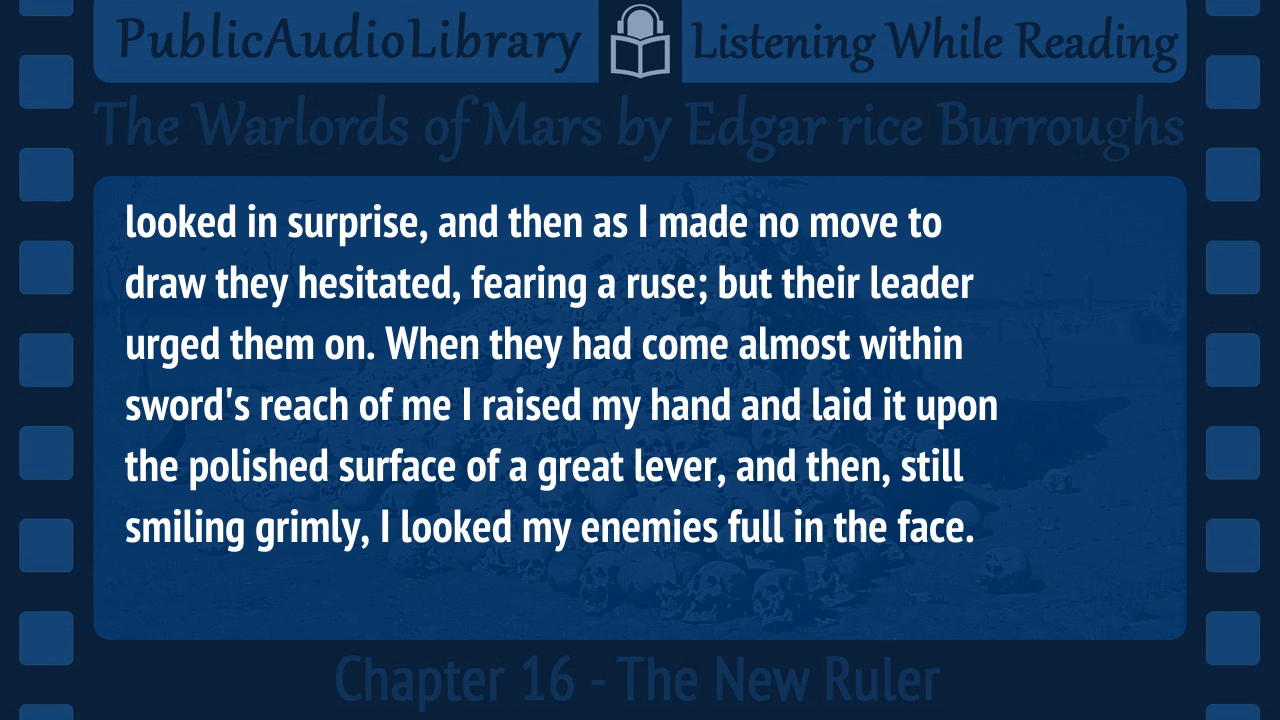 PublicAudioLibrary Listening While Reading
The Warlords of Mars by Edgar rice Burroughs
looked in surprise, and then as I made no move to
draw they hesitated, fearing a ruse; but their leader
urged them on. When they had come almost within
sword's reach of me I raised my hand and laid it upon
the polished surface of a great lever, and then, still
smiling grimly, I looked my enemies full in the face.
Chapter 16 - The New Ruler